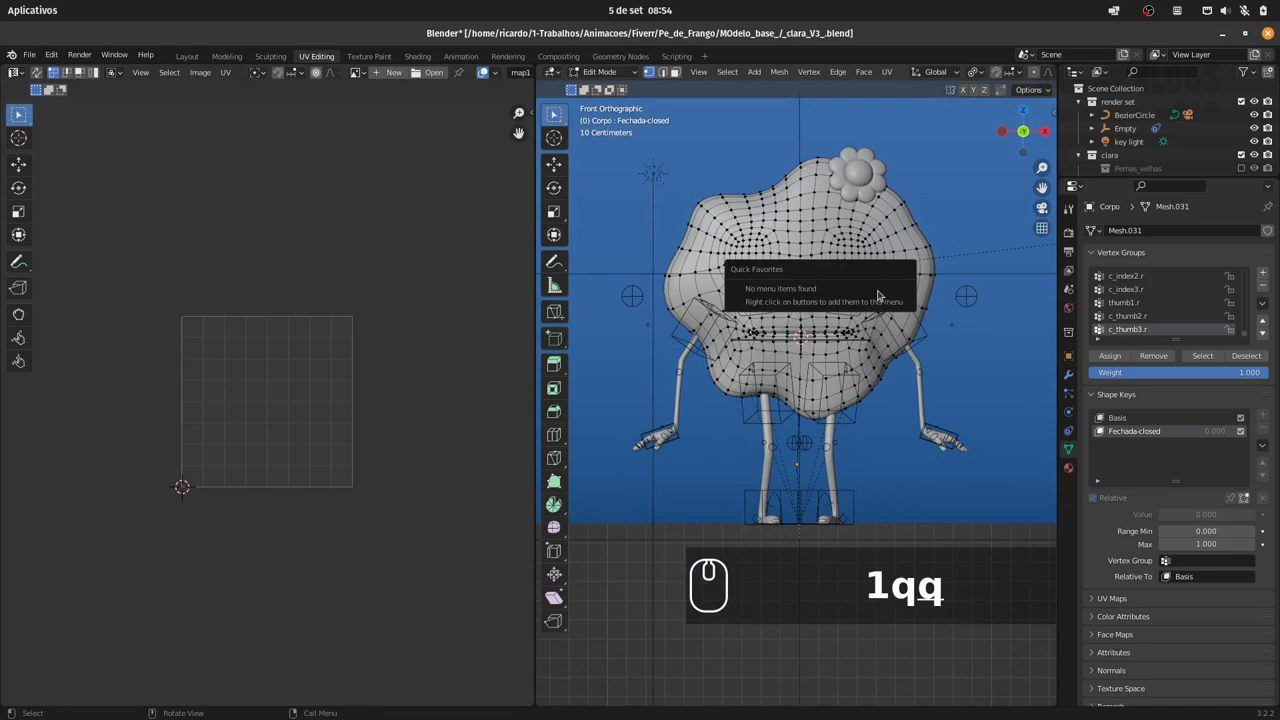 Aplicativos
5 de set  08:54
Blender* [/home/ricardo/1-Trabalhos/Animacoes/Fiverr/Pe_de_Frango/MOdelo_base_/_clara_V3_.blend]
File Edit Render Window Help Layout Modeling Sculpting UV Editing Texture Paint Shading Animation Rendering Compositing Geometry Nodes Scripting Scene View Layer
View Select Image UV New Open map1 Edit Mode View Select Add Mesh Vertex Edge Face UV Global
X Y Z Options
Front Orthographic
(0) Corpo : Fechada-closed
10 Centimeters
Z
Y
X
Quick Favorites
No menu items found
Right click on buttons to add them to this menu
1qq
Scene Collection
render set
BezierCircle
Empty
key light
clara
Pernas_velhas
Corpo Mesh.031
Mesh.031
Vertex Groups
c_index2.r
c_index3.r
thumb1.r
c_thumb2.r
c_thumb3.r
Assign Remove Select Deselect
Weight 1.000
Shape Keys
Basis
Fechada-closed 0.000
Relative
Value 0.000
Range Min 0.000
Max 1.000
Vertex Group
Relative To Basis
UV Maps
Color Attributes
Face Maps
Attributes
Normals
Texture Space
Select Rotate View Call Menu 3.2.2